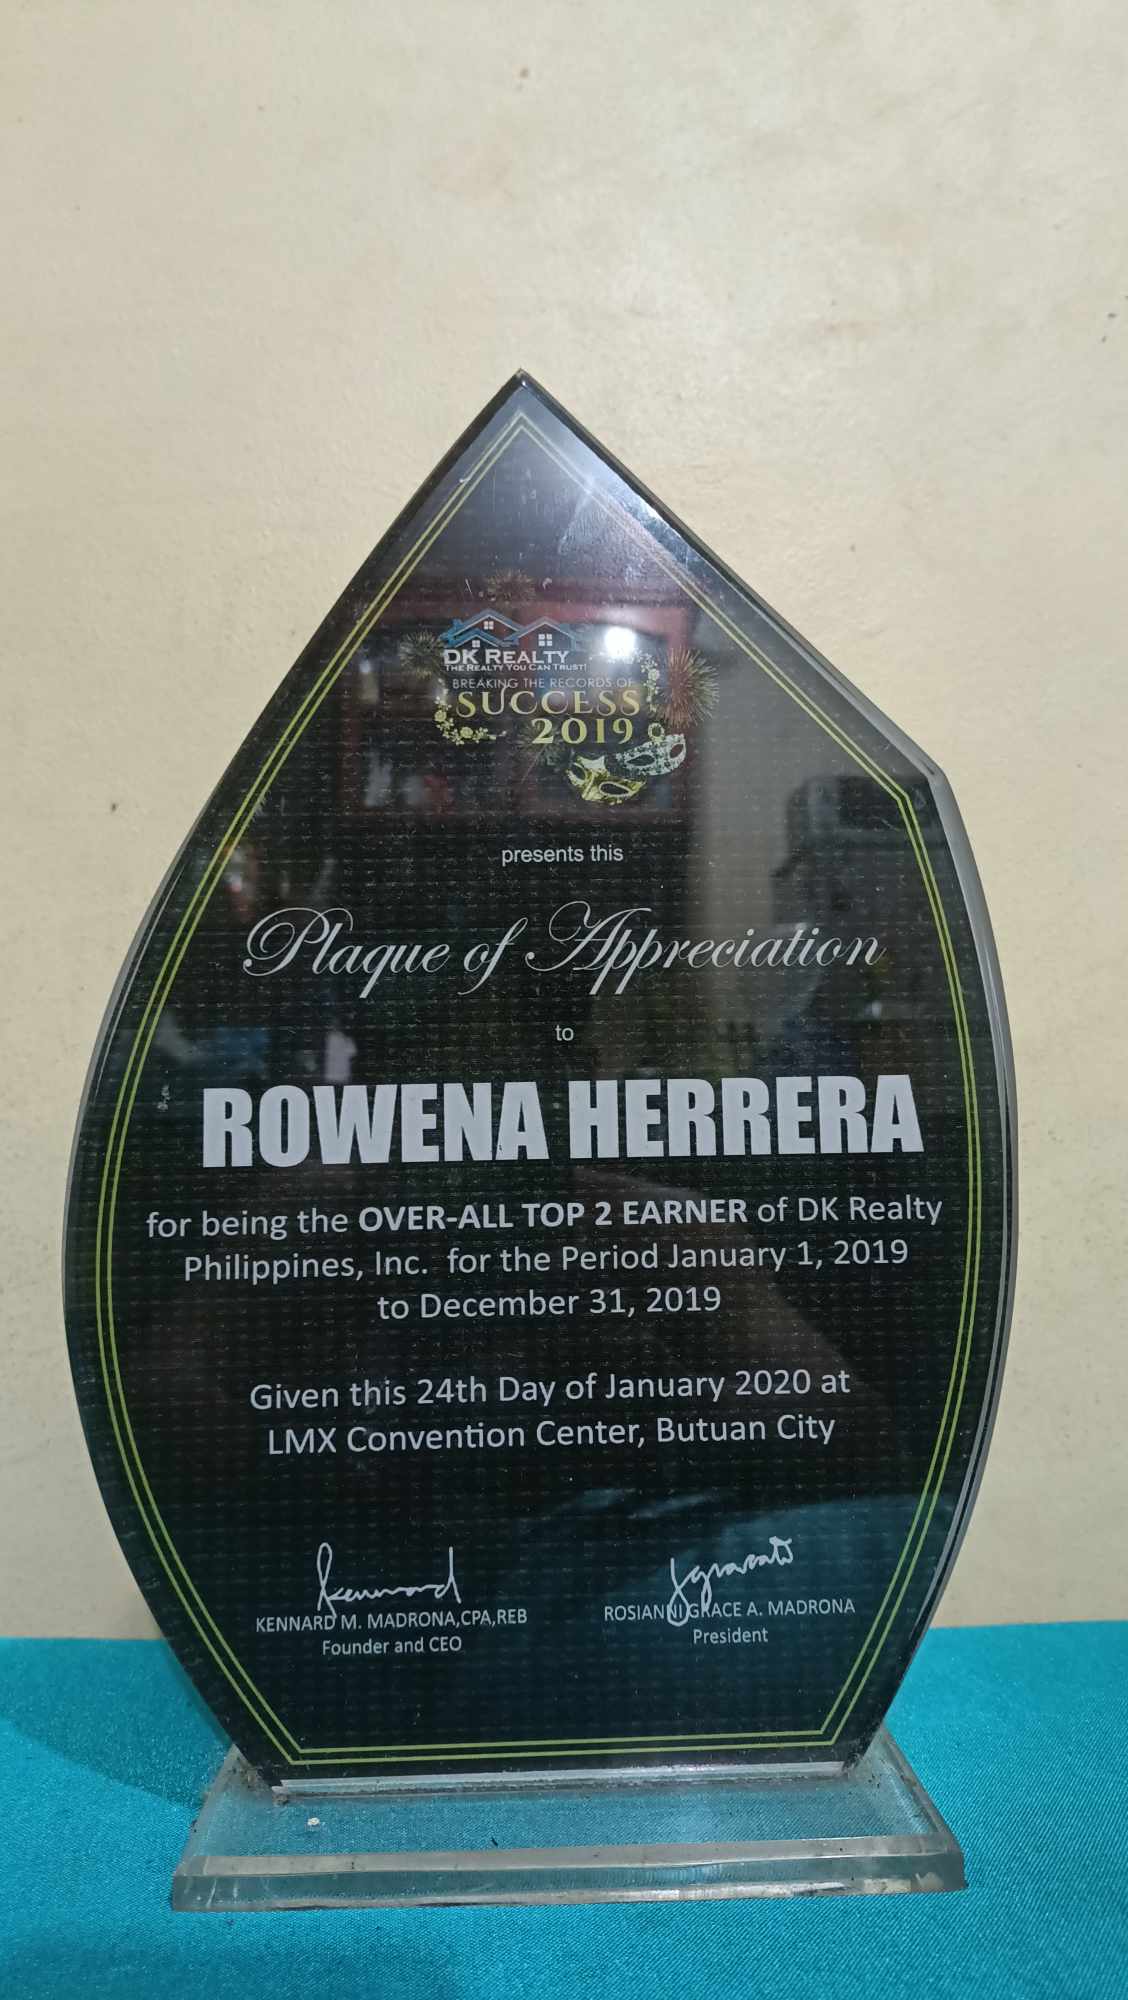 DK REALTY
THE REALTY YOU CAN TRUST!
BREAKING THE RECORDS OF
SUCCESS
2019
presents this
Plaque of Appreciation
to
ROWENA HERRERA
for being the OVER-ALL TOP 2 EARNER of DK Realty
Philippines, Inc. for the Period January 1, 2019
to December 31, 2019
Given this 24th Day of January 2020 at
LMX Convention Center, Butuan City
KENNARD M. MADRONA,CPA,REB
Founder and CEO
ROSIANNI GRACE A. MADRONA
President